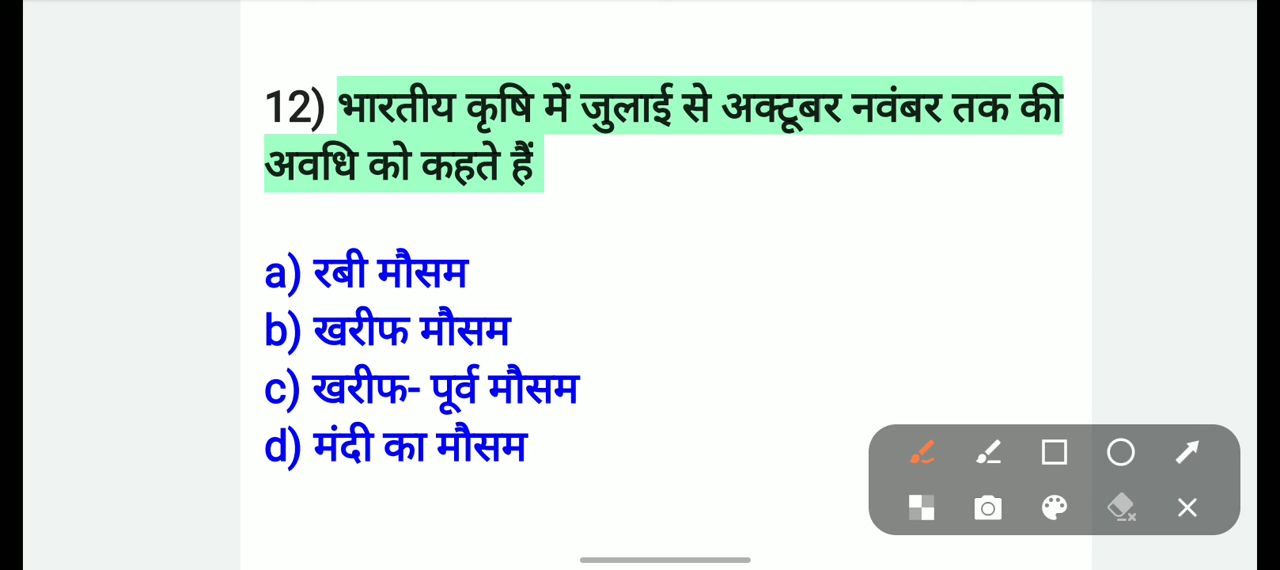 12) भारतीय कृषि में जुलाई से अक्टूबर नवंबर तक की
अवधि को कहते हैं
a) रबी मौसम
b) खरीफ मौसम
c) खरीफ- पूर्व मौसम
d) मंदी का मौसम